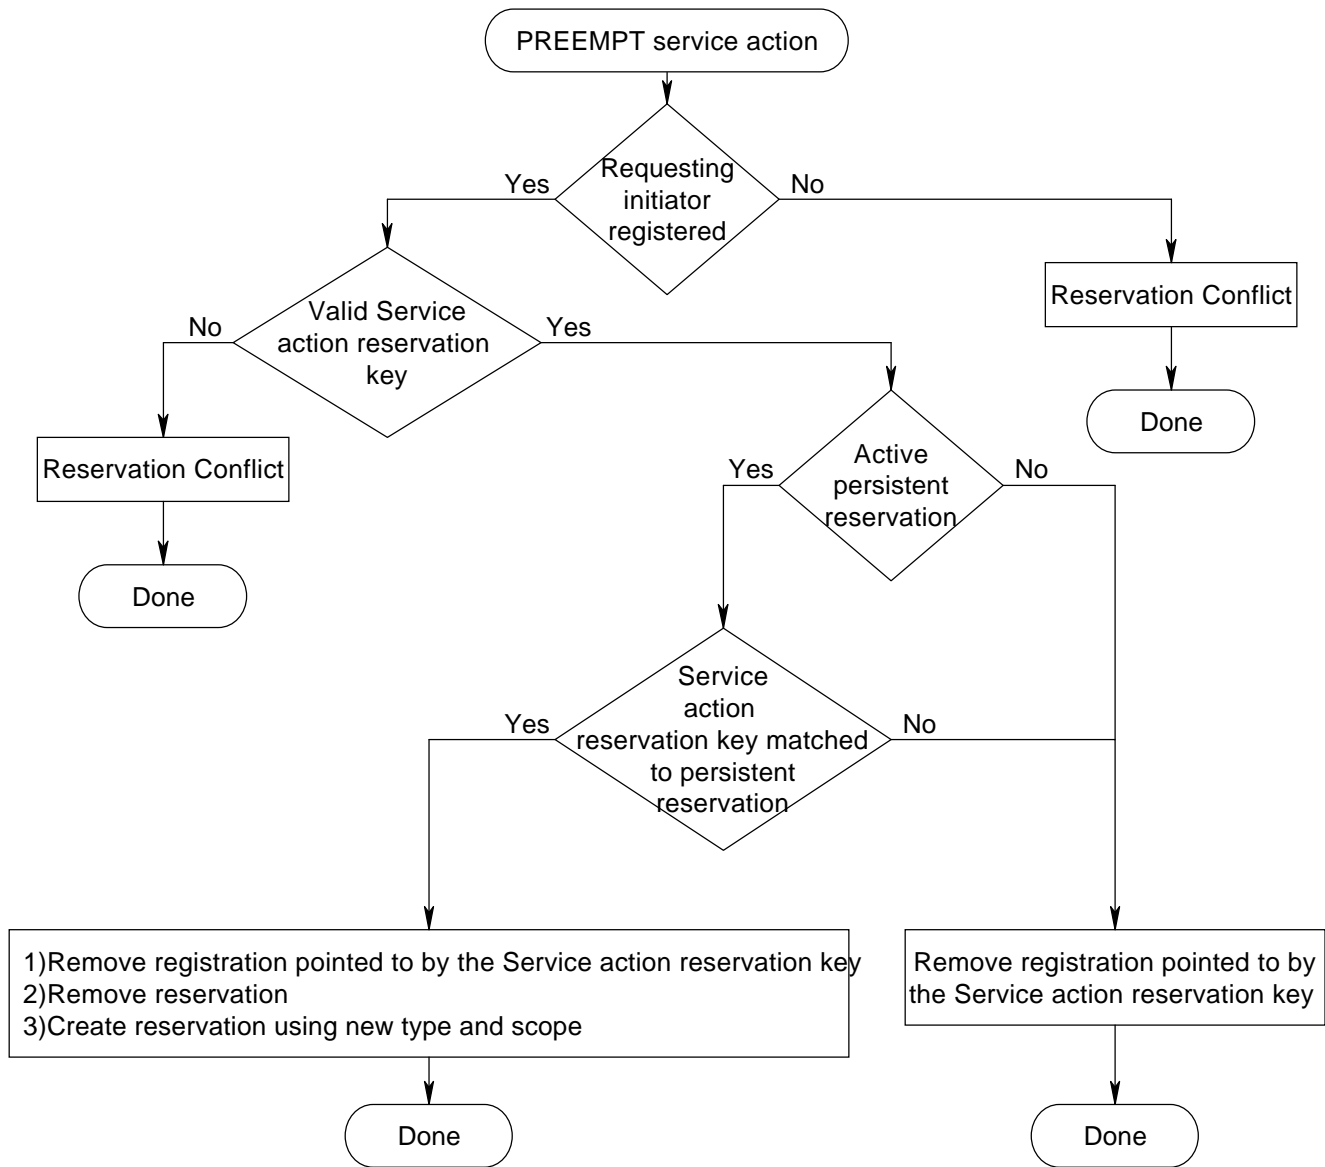 PREEMPT service action
Requesting
initiator
registered
Yes
No
Valid Service
action reservation
key
No
Yes
Reservation Conflict
Done
Reservation Conflict
Done
Active
persistent
reservation
Yes
No
Service
action
reservation key matched
to persistent
reservation
Yes
No
1)Remove registration pointed to by the Service action reservation key
2)Remove reservation
3)Create reservation using new type and scope
Done
Remove registration pointed to by
the Service action reservation key
Done